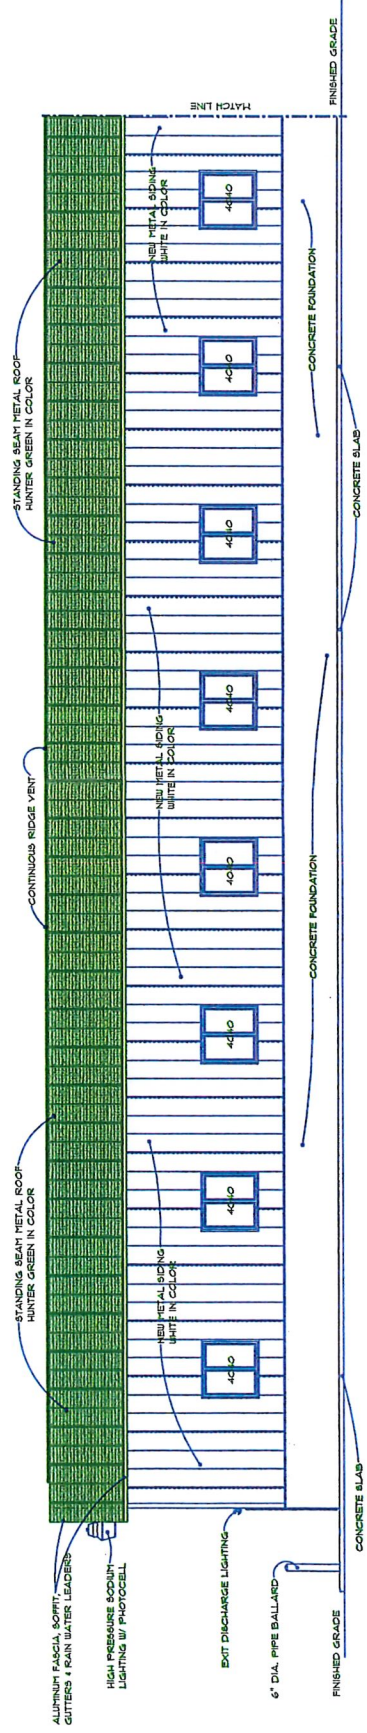 ALUMINUM FASCIA, SOFFIT,
GUTTERS & RAIN WATER LEADERS
HIGH PRESSURE SODIUM
LIGHTING W/ PHOTOCELL
EXIT DISCHARGE LIGHTING
6" DIA. PIPE BALLARD
FINISHED GRADE
STANDING SEAM METAL ROOF
HUNTER GREEN IN COLOR
CONTINUOUS RIDGE VENT
STANDING SEAM METAL ROOF
HUNTER GREEN IN COLOR
NEW METAL SIDING
WHITE IN COLOR
NEW METAL SIDING
WHITE IN COLOR
NEW METAL SIDING
WHITE IN COLOR
MATCH LINE
4040
4040
4040
4040
4040
4040
4040
4040
CONCRETE FOUNDATION
CONCRETE FOUNDATION
CONCRETE SLAB
CONCRETE SLAB
FINISHED GRADE